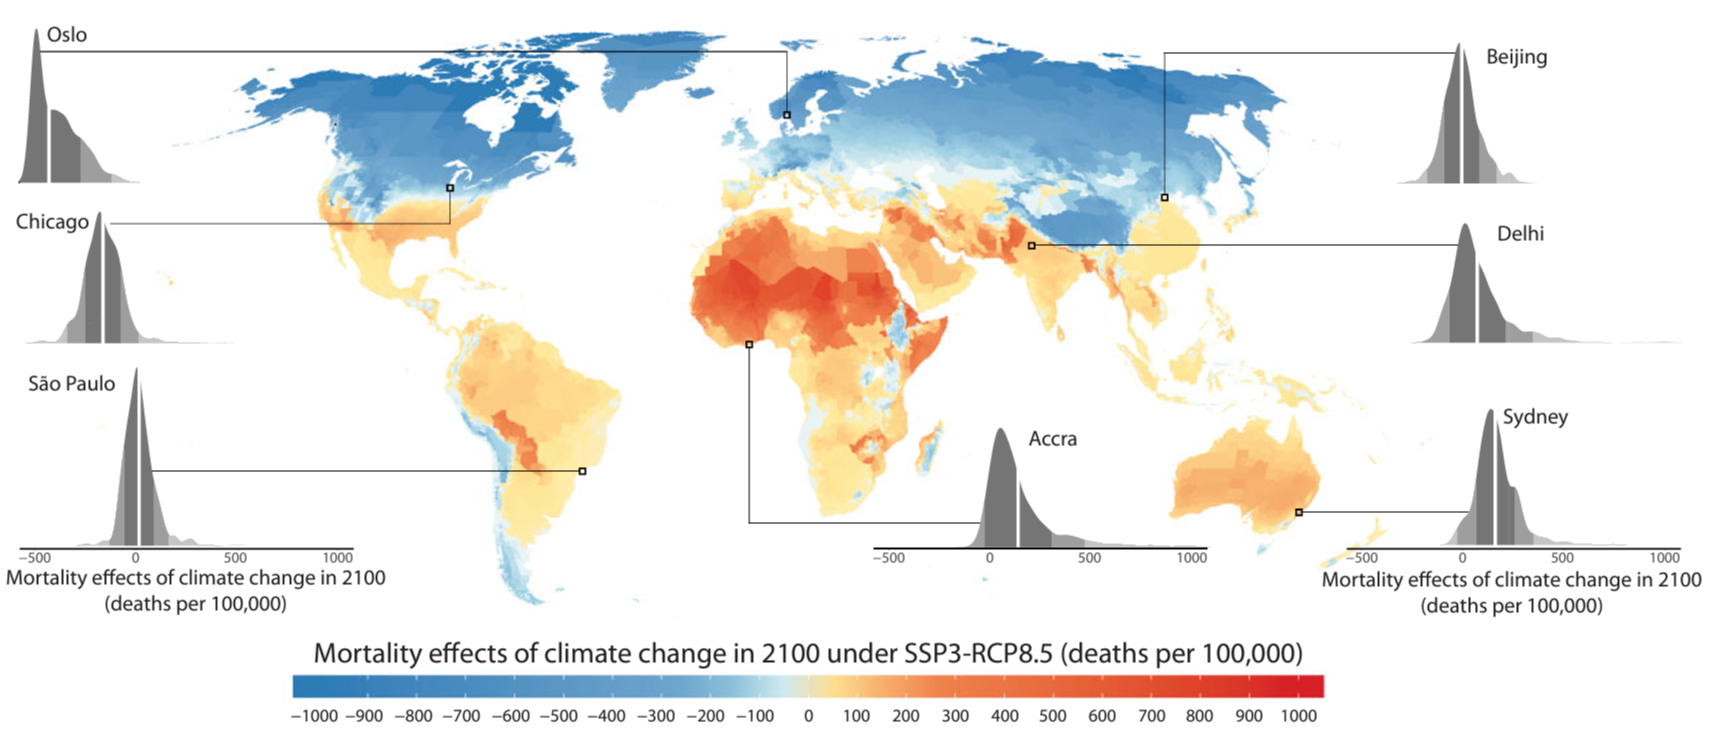 Oslo
Beijing
Chicago
Delhi
São Paulo
Sydney
Accra
−500 0 500 1000
Mortality effects of climate change in 2100
(deaths per 100,000)
−500 0 500 1000
−500 0 500 1000
Mortality effects of climate change in 2100
(deaths per 100,000)
Mortality effects of climate change in 2100 under SSP3-RCP8.5 (deaths per 100,000)
−1000 −900 −800 −700 −600 −500 −400 −300 −200 −100 0 100 200 300 400 500 600 700 800 900 1000